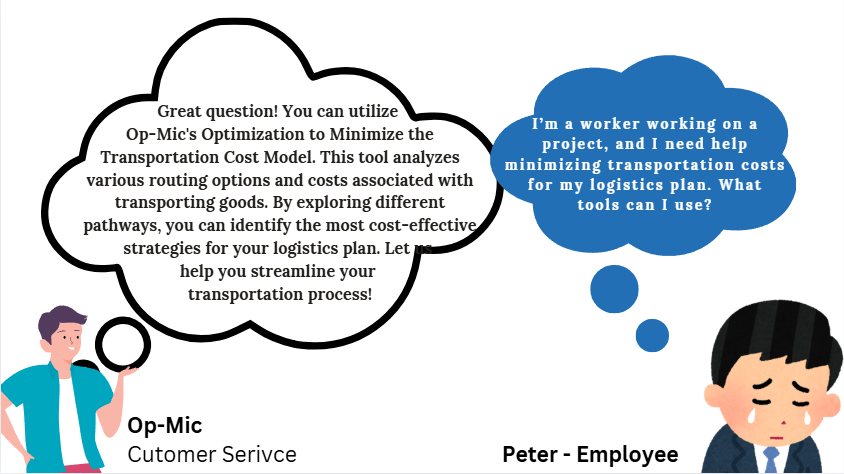 Great question! You can utilize
Op-Mic's Optimization to Minimize the
Transportation Cost Model. This tool analyzes
various routing options and costs associated with
transporting goods. By exploring different
pathways, you can identify the most cost-effective
strategies for your logistics plan. Let us
help you streamline your
transportation process!
I'm a worker working on a
project, and I need help
minimizing transportation costs
for my logistics plan. What
tools can I use?
Op-Mic
Cutomer Serivce
Peter - Employee